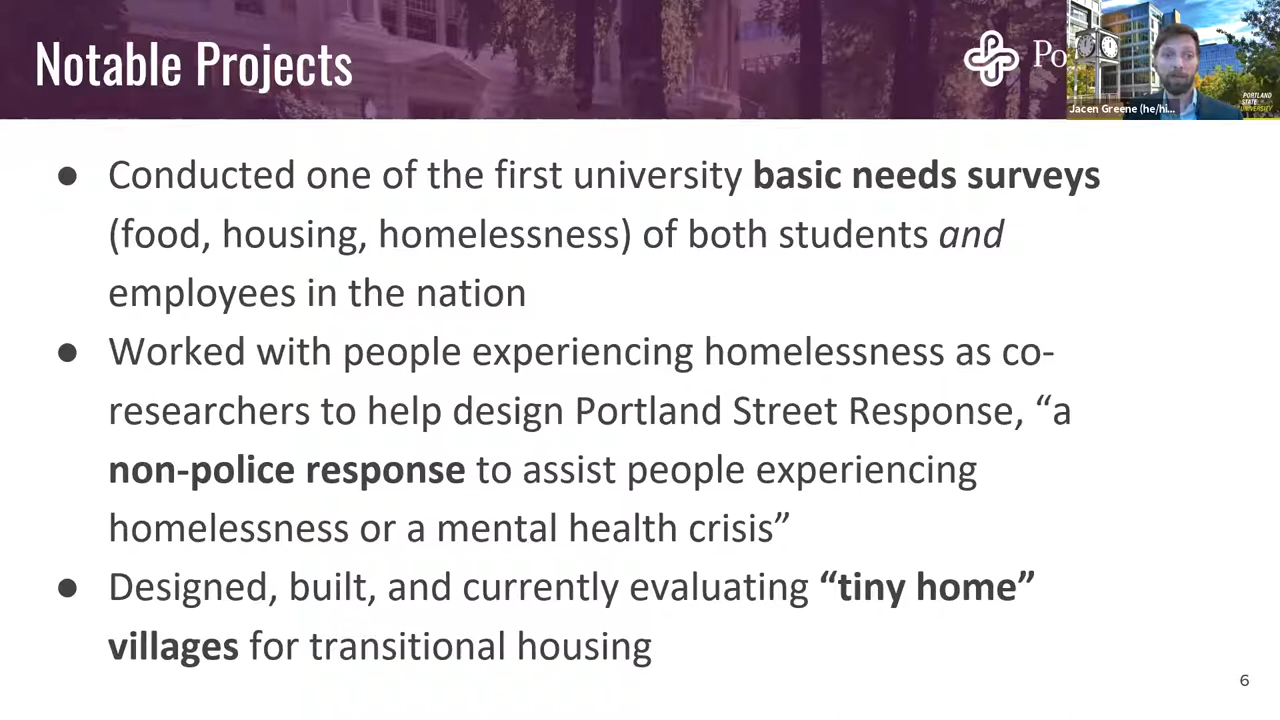 Notable Projects
Po
Jacen Greene (he/hi...
PORTLAND
STATE
UNIVERSITY
● Conducted one of the first university basic needs surveys
(food, housing, homelessness) of both students and
employees in the nation
● Worked with people experiencing homelessness as co-
researchers to help design Portland Street Response, “a
non-police response to assist people experiencing
homelessness or a mental health crisis”
● Designed, built, and currently evaluating “tiny home”
villages for transitional housing
6